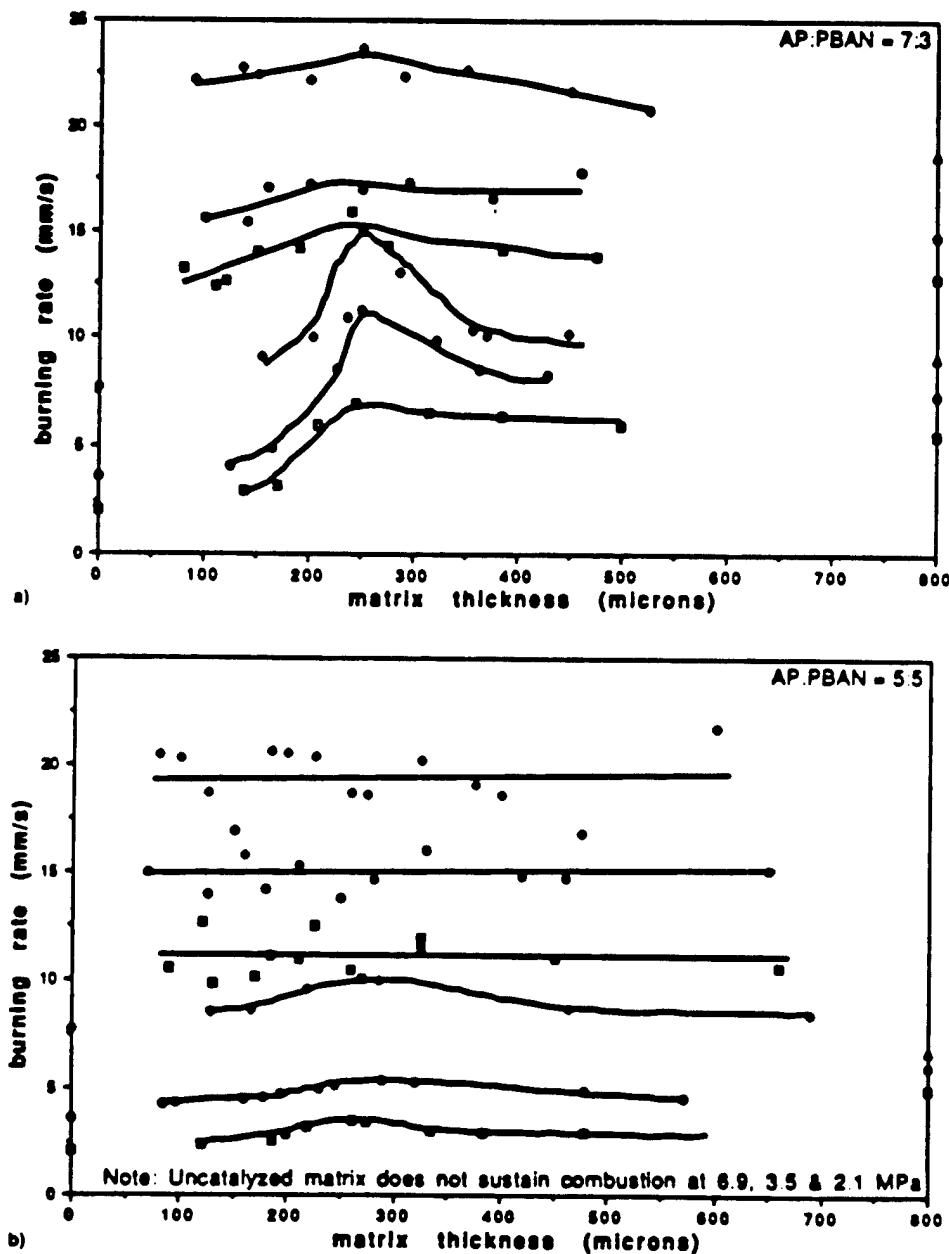 AP:PBAN = 7:3
25
20
15
10
5
0
burning rate (mm/s)
0 100 200 300 400 500 600 700 800
a)
matrix thickness (microns)
AP:PBAN = 5:5
25
20
15
10
5
0
burning rate (mm/s)
Note: Uncatalyzed matrix does not sustain combustion at 6.9, 3.5 & 2.1 MPa
0 100 200 300 400 500 600 700 800
b)
matrix thickness (microns)